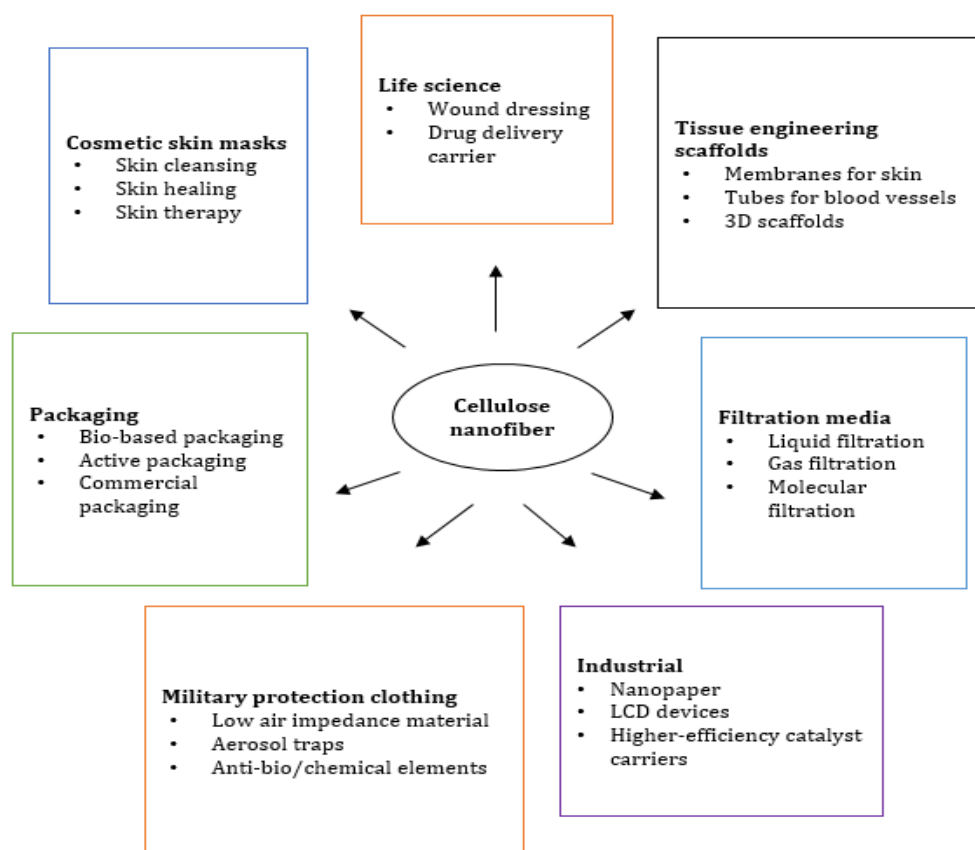 Life science
• Wound dressing
• Drug delivery
carrier
Cosmetic skin masks
• Skin cleansing
• Skin healing
• Skin therapy
Tissue engineering
scaffolds
• Membranes for skin
• Tubes for blood vessels
• 3D scaffolds
Cellulose
nanofiber
Packaging
• Bio-based packaging
• Active packaging
• Commercial
packaging
Filtration media
• Liquid filtration
• Gas filtration
• Molecular
filtration
Military protection clothing
• Low air impedance material
• Aerosol traps
• Anti-bio/chemical elements
Industrial
• Nanopaper
• LCD devices
• Higher-efficiency catalyst
carriers